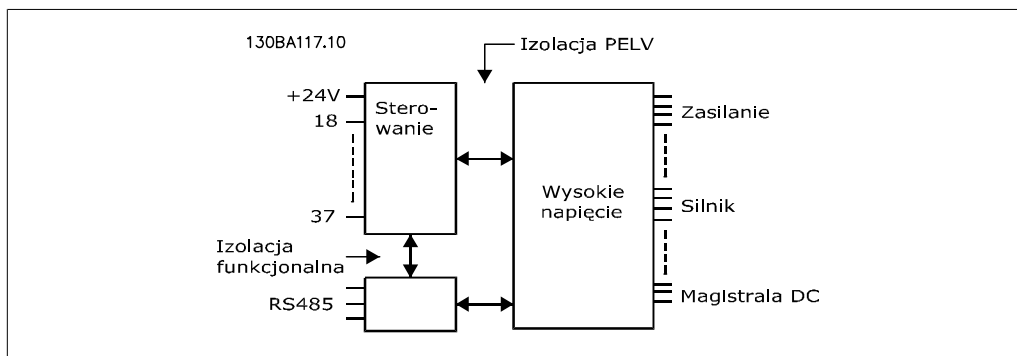 130BA117.10
Izolacja PELV
+24V
18
37
Stero-
wanie
Wysokie
napięcie
Zasilanie
Silnik
Magistrala DC
Izolacja
funkcjonalna
RS485